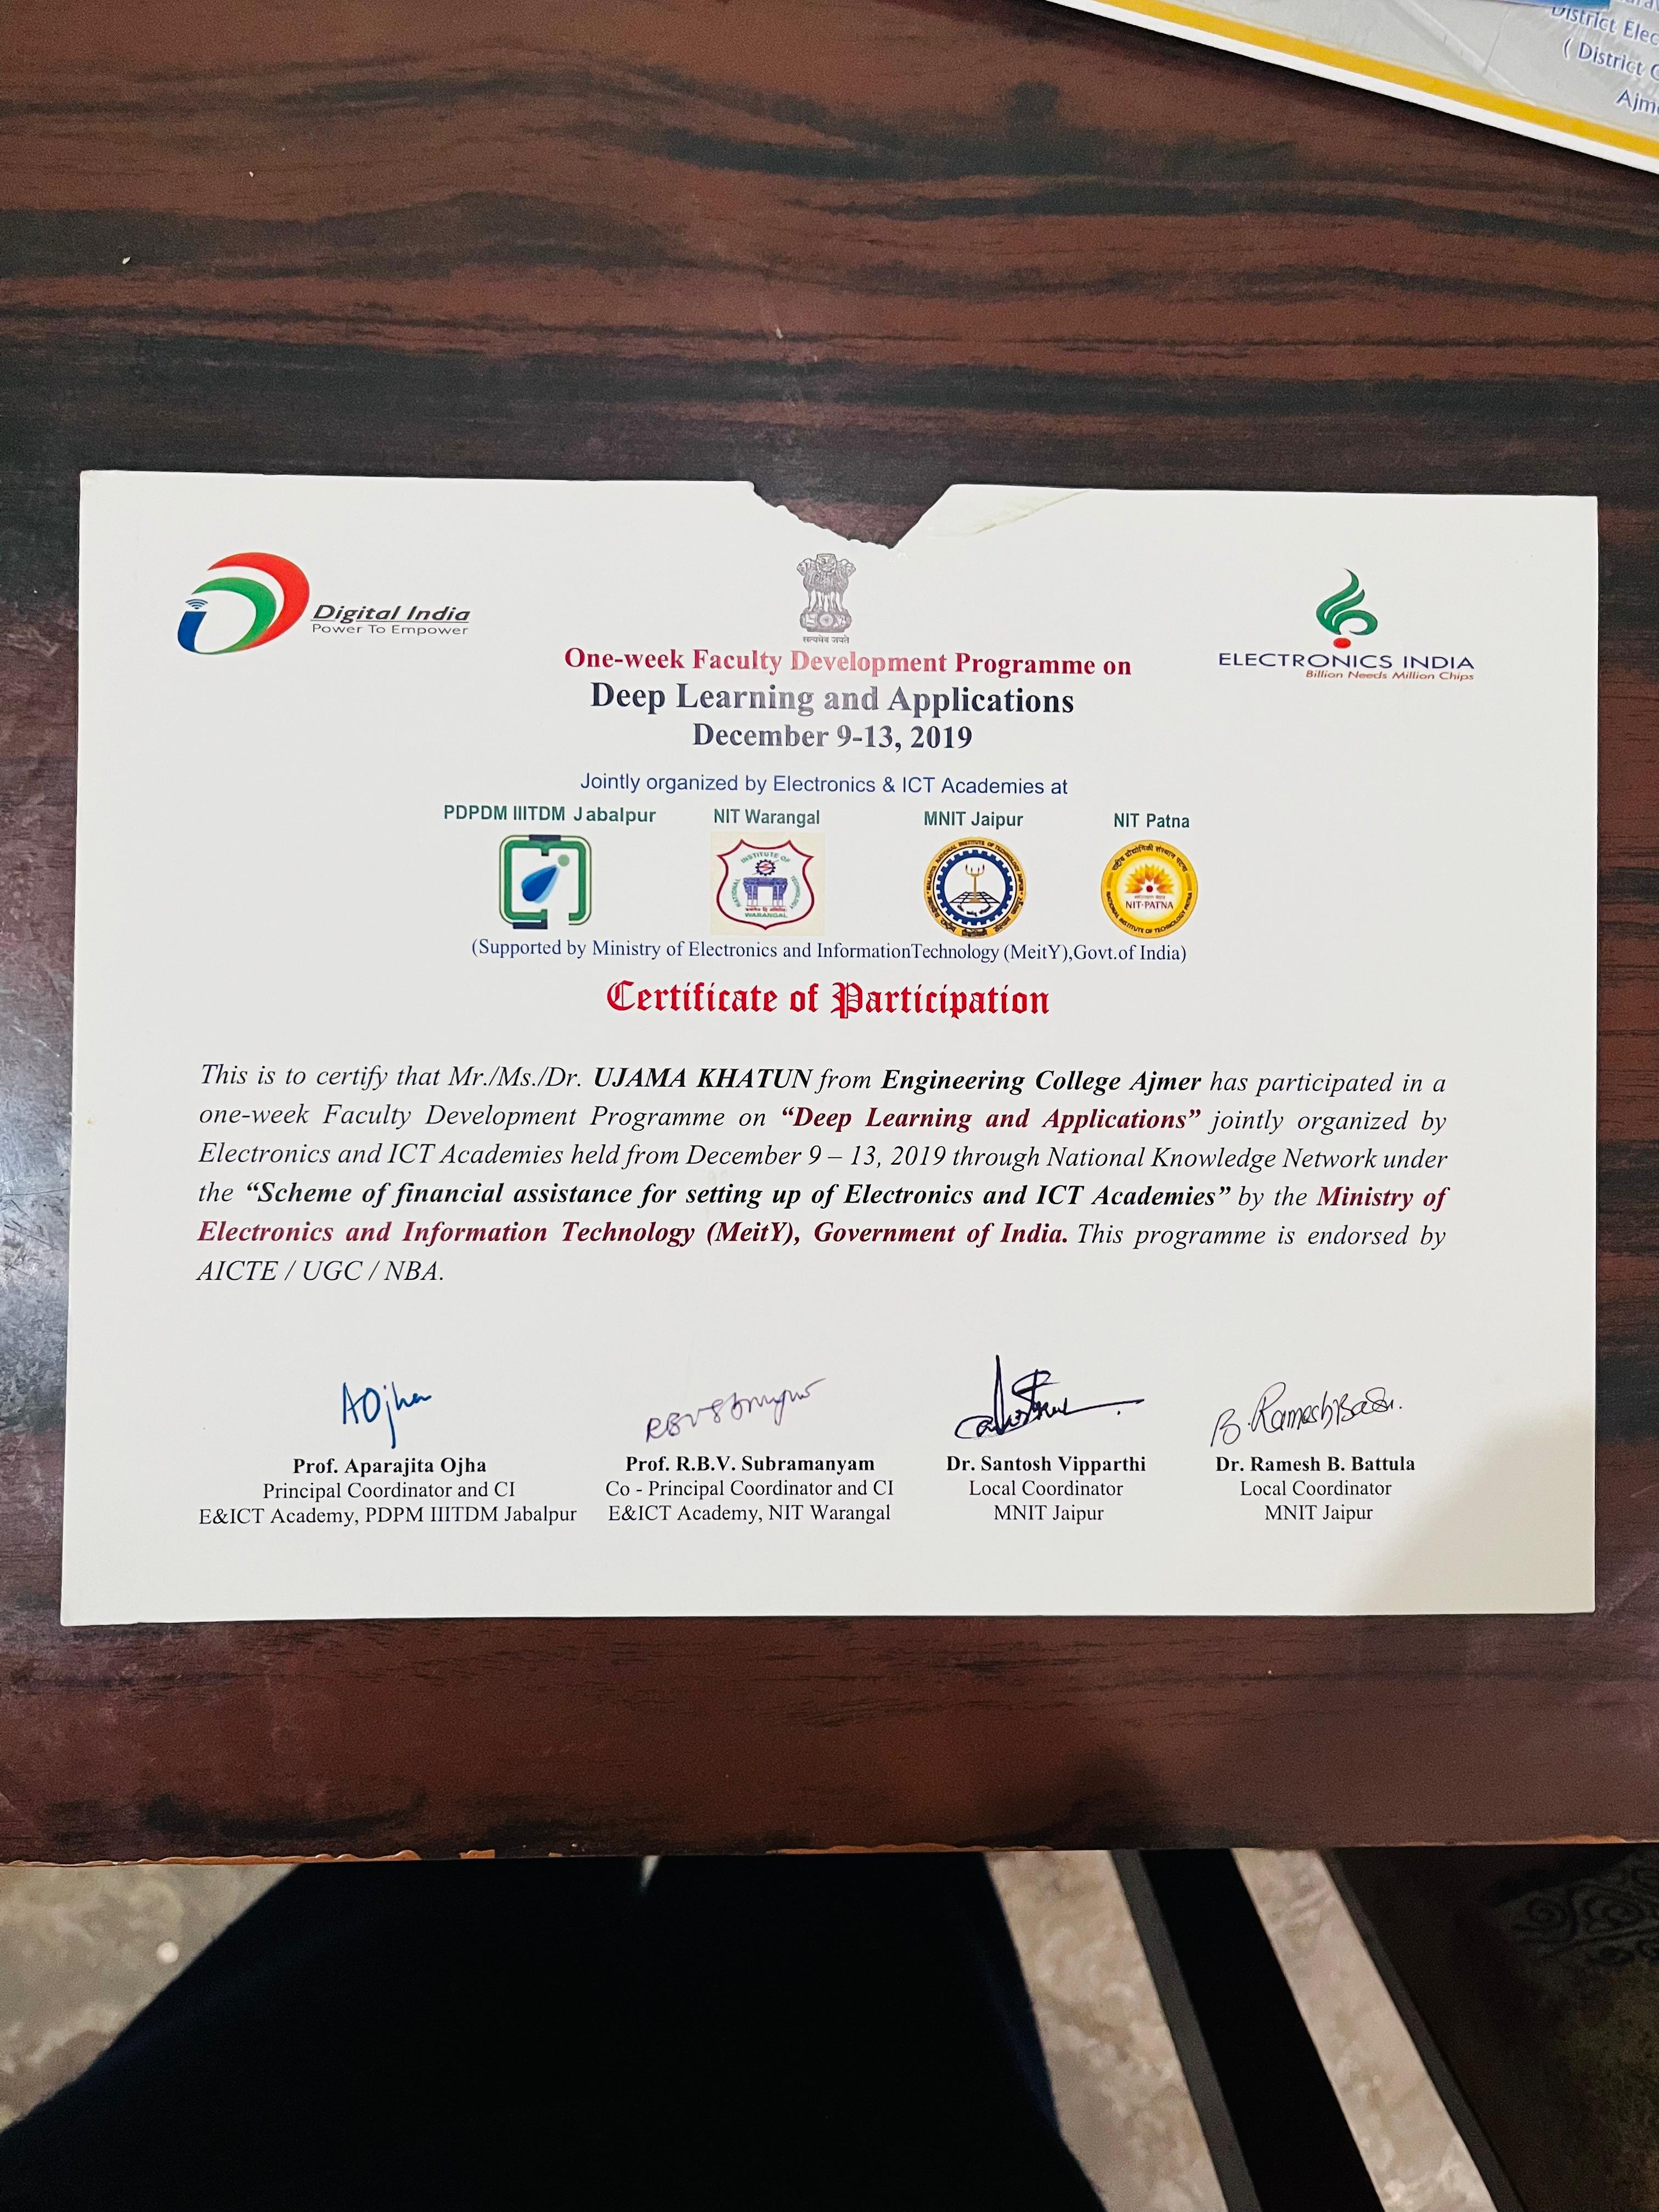 District Elec
( District C
Ajm
Digital India
Power To Empower
सत्यमेव जयते
ELECTRONICS INDIA
Billion Needs Million Chips
One-week Faculty Development Programme on
Deep Learning and Applications
December 9-13, 2019
Jointly organized by Electronics & ICT Academies at
PDPDM IIITDM Jabalpur NIT Warangal MNIT Jaipur NIT Patna
INSTITUTE OF
NATIONAL
TECHNOLOGY
WARANGAL
NIT-PATNA
(Supported by Ministry of Electronics and InformationTechnology (MeitY),Govt.of India)
Certificate of Participation
This is to certify that Mr./Ms./Dr. UJAMA KHATUN from Engineering College Ajmer has participated in a
one-week Faculty Development Programme on “Deep Learning and Applications” jointly organized by
Electronics and ICT Academies held from December 9 – 13, 2019 through National Knowledge Network under
the “Scheme of financial assistance for setting up of Electronics and ICT Academies” by the Ministry of
Electronics and Information Technology (MeitY), Government of India. This programme is endorsed by
AICTE / UGC / NBA.
AOjha
B. Ramesh
Prof. Aparajita Ojha Prof. R.B.V. Subramanyam Dr. Santosh Vipparthi Dr. Ramesh B. Battula
Principal Coordinator and CI Co - Principal Coordinator and CI Local Coordinator Local Coordinator
E&ICT Academy, PDPM IIITDM Jabalpur E&ICT Academy, NIT Warangal MNIT Jaipur MNIT Jaipur